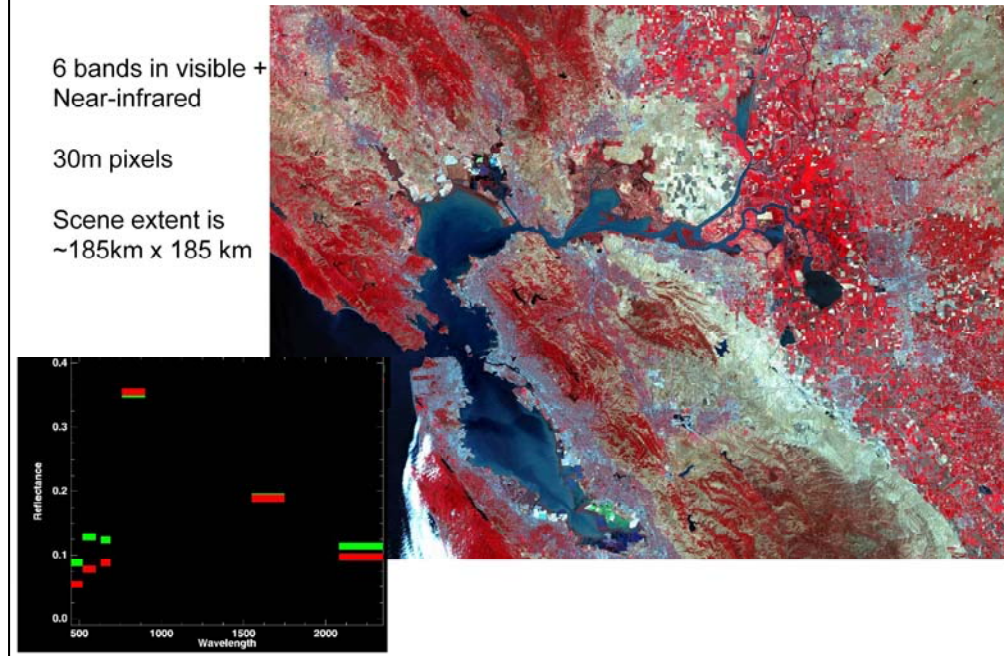 6 bands in visible +
Near-infrared
30m pixels
Scene extent is
~185km x 185 km
0.4
0.3
0.2
0.1
0.0
Reflectance
500 1000 1500 2000
Wavelength